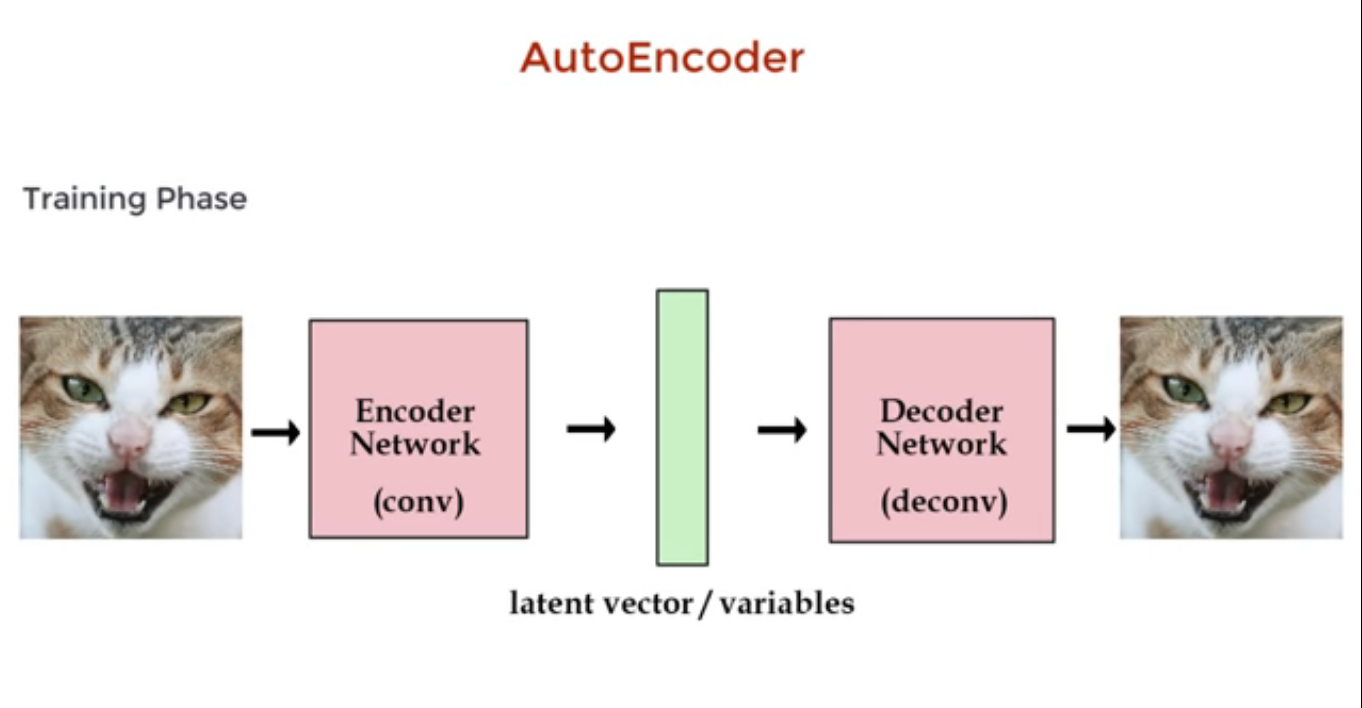 AutoEncoder
Training Phase
Encoder
Network
(conv)
Decoder
Network
(deconv)
latent vector / variables